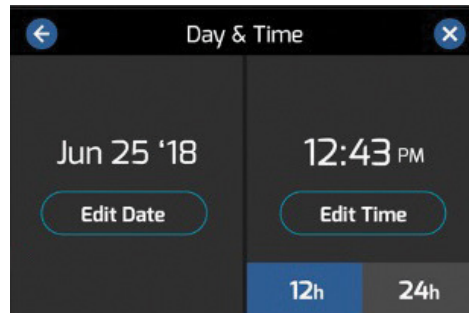 Day & Time
Jun 25 ‘18
12:43 PM
Edit Date
Edit Time
12h
24h